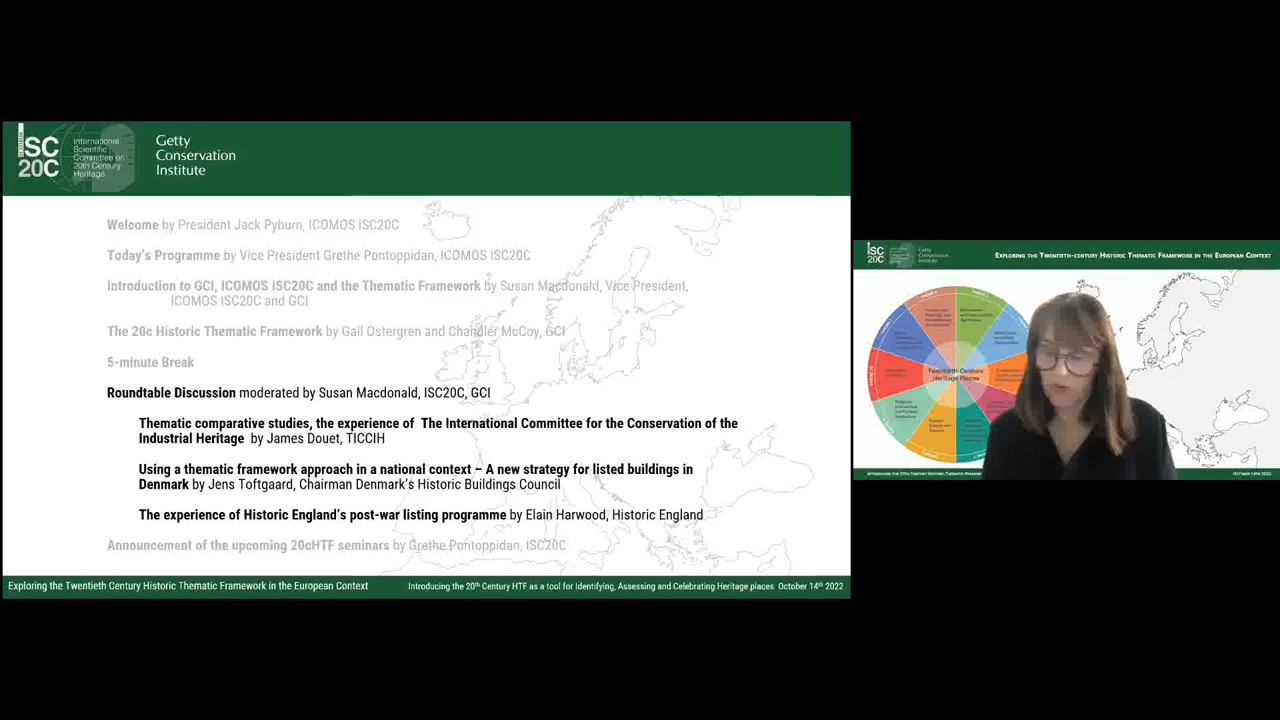 ISC
20C
International
Scientific
Committee on
20th Century
Heritage
Getty
Conservation
Institute
Welcome by President Jack Pyburn, ICOMOS ISC20C
Today's Programme by Vice President Grethe Pontoppidan, ICOMOS ISC20C
Introduction to GCI, ICOMOS ISC20C and the Thematic Framework by Susan Macdonald, Vice President,
ICOMOS ISC20C and GCI
The 20c Historic Thematic Framework by Gail Ostergren and Chandler McCoy, GCI
5-minute Break
Roundtable Discussion moderated by Susan Macdonald, ISC20C, GCI
Thematic comparative studies, the experience of The International Committee for the Conservation of the
Industrial Heritage by James Douet, TICCIH
Using a thematic framework approach in a national context – A new strategy for listed buildings in
Denmark by Jens Toftgaard, Chairman Denmark's Historic Buildings Council
The experience of Historic England's post-war listing programme by Elain Harwood, Historic England
Announcement of the upcoming 20cHTF seminars by Grethe Pontoppidan, ISC20C
Exploring the Twentieth Century Historic Thematic Framework in the European Context
Introducing the 20th Century HTF as a tool for Identifying, Assessing and Celebrating Heritage places October 14th 2022
ISC
20C
Getty
Conservation
Institute
Exploring the Twentieth-century Historic Thematic Framework in the European Context
Twentieth-Century
Heritage Places